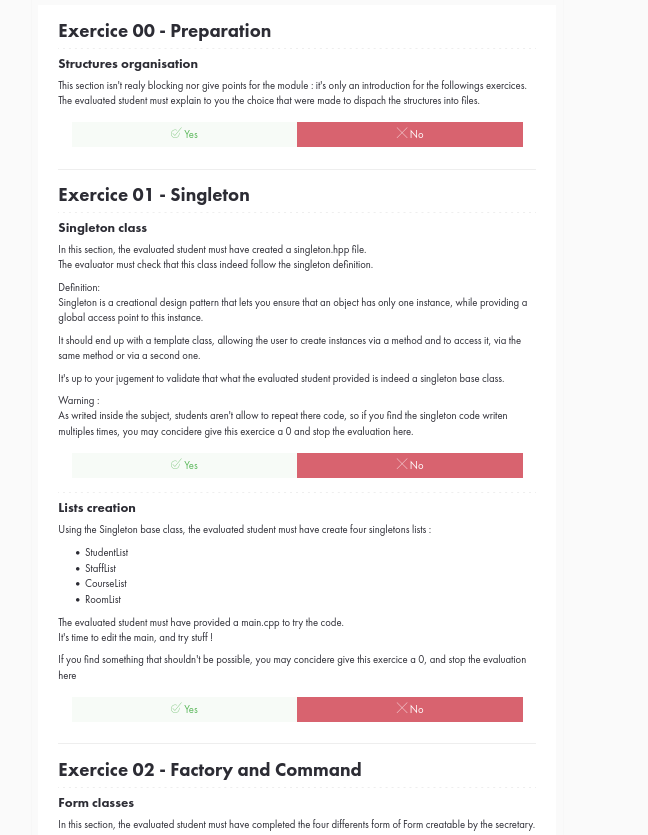 Exercice 00 - Preparation
Structures organisation
This section isn't realy blocking nor give points for the module : it's only an introduction for the followings exercices.
The evaluated student must explain to you the choice that were made to dispach the structures into files.
Yes
No
Exercice 01 - Singleton
Singleton class
In this section, the evaluated student must have created a singleton.hpp file.
The evaluator must check that this class indeed follow the singleton definition.
Definition:
Singleton is a creational design pattern that lets you ensure that an object has only one instance, while providing a
global access point to this instance.
It should end up with a template class, allowing the user to create instances via a method and to access it, via the
same method or via a second one.
It's up to your jugement to validate that what the evaluated student provided is indeed a singleton base class.
Warning :
As writed inside the subject, students aren't allow to repeat there code, so if you find the singleton code writen
multiples times, you may concidere give this exercice a 0 and stop the evaluation here.
Yes
No
Lists creation
Using the Singleton base class, the evaluated student must have create four singletons lists :
• StudentList
• StaffList
• CourseList
• RoomList
The evaluated student must have provided a main.cpp to try the code.
It's time to edit the main, and try stuff !
If you find something that shouldn't be possible, you may concidere give this exercice a 0, and stop the evaluation
here
Yes
No
Exercice 02 - Factory and Command
Form classes
In this section, the evaluated student must have completed the four differents form of Form creatable by the secretary.